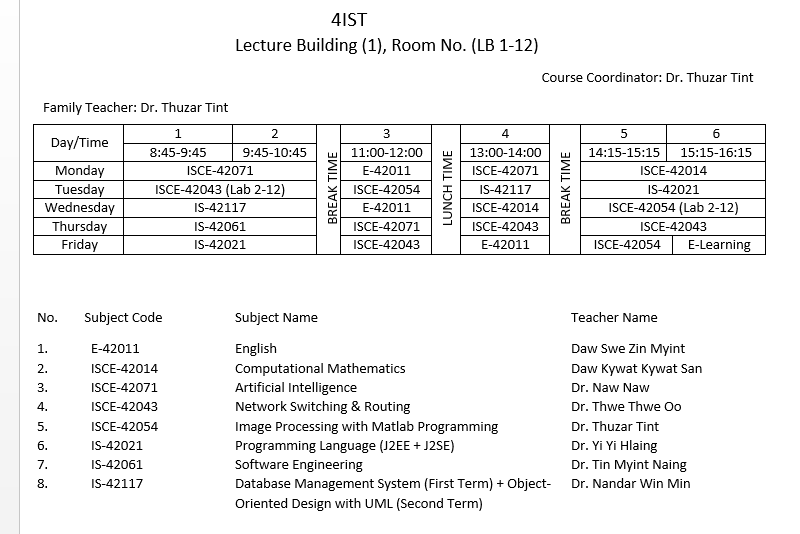 4IST
Lecture Building (1), Room No. (LB 1-12)
Course Coordinator: Dr. Thuzar Tint
Family Teacher: Dr. Thuzar Tint
Day/Time 1 2 BREAK TIME 3 LUNCH TIME 4 BREAK TIME 5 6
8:45-9:45 9:45-10:45 11:00-12:00 13:00-14:00 14:15-15:15 15:15-16:15
Monday ISCE-42071 E-42011 ISCE-42071 ISCE-42014
Tuesday ISCE-42043 (Lab 2-12) ISCE-42054 IS-42117 IS-42021
Wednesday IS-42117 E-42011 ISCE-42014 ISCE-42054 (Lab 2-12)
Thursday IS-42061 ISCE-42071 ISCE-42043 ISCE-42043
Friday IS-42021 ISCE-42043 E-42011 ISCE-42054 E-Learning
No. Subject Code Subject Name Teacher Name
1. E-42011 English Daw Swe Zin Myint
2. ISCE-42014 Computational Mathematics Daw Kywat Kywat San
3. ISCE-42071 Artificial Intelligence Dr. Naw Naw
4. ISCE-42043 Network Switching & Routing Dr. Thwe Thwe Oo
5. ISCE-42054 Image Processing with Matlab Programming Dr. Thuzar Tint
6. IS-42021 Programming Language (J2EE + J2SE) Dr. Yi Yi Hlaing
7. IS-42061 Software Engineering Dr. Tin Myint Naing
8. IS-42117 Database Management System (First Term) + Object- Dr. Nandar Win Min
Oriented Design with UML (Second Term)